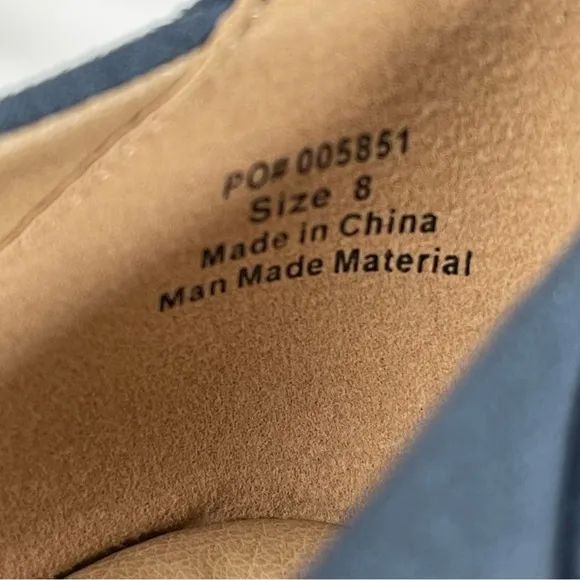 PO# 005851
Size 8
Made in China
Man Made Material